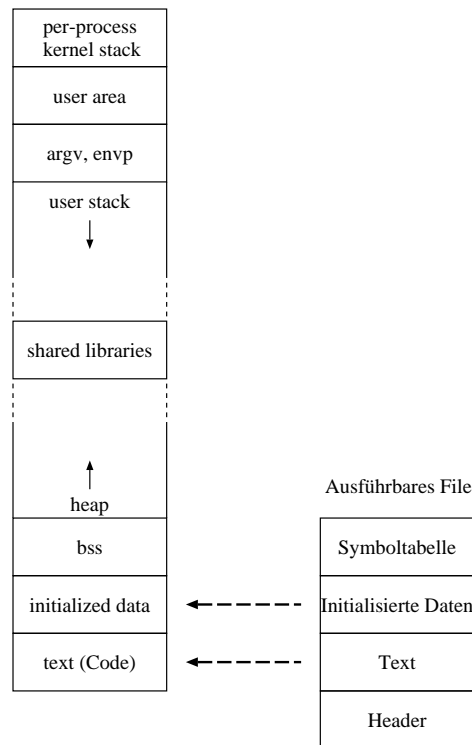 per-process
kernel stack
user area
argv, envp
user stack
shared libraries
heap
bss
initialized data
text (Code)
Ausführbares File
Symboltabelle
Initialisierte Daten
Text
Header